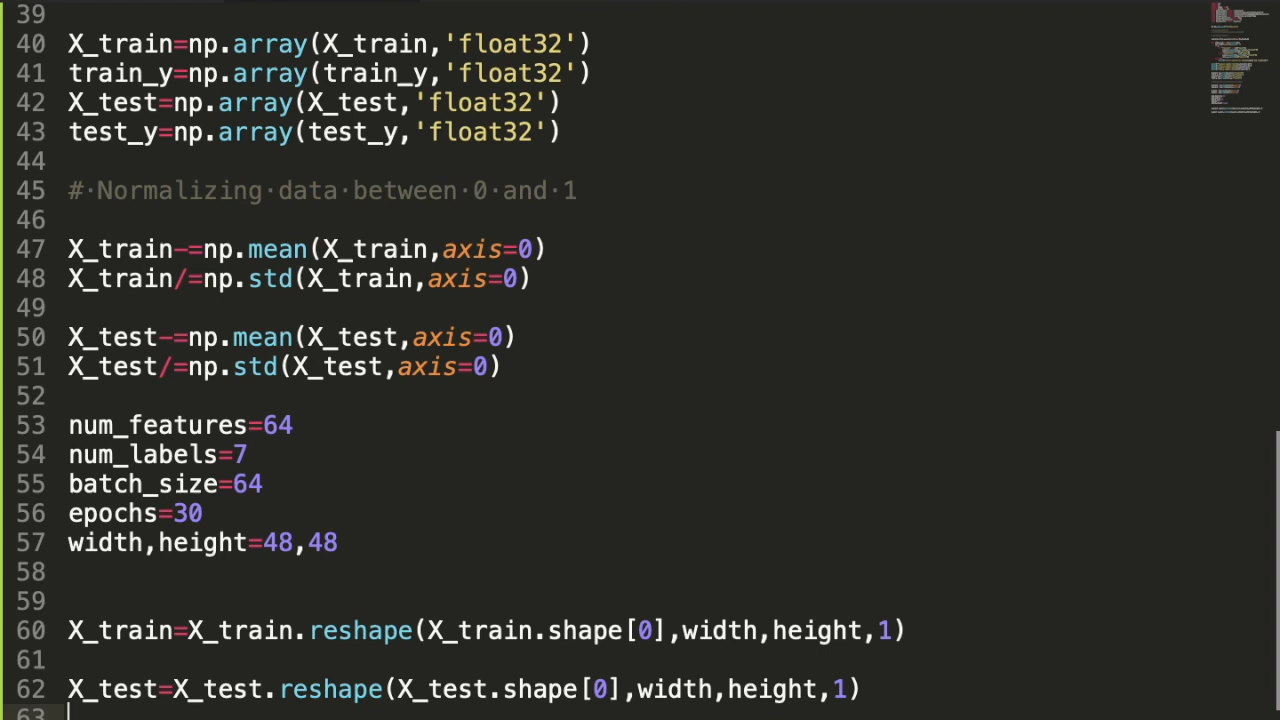 39
40 X_train=np.array(X_train,'float32')
41 train_y=np.array(train_y,'float32')
42 X_test=np.array(X_test,'float32')
43 test_y=np.array(test_y,'float32')
44
45 #·Normalizing·data·between·0·and·1
46
47 X_train-=np.mean(X_train,axis=0)
48 X_train/=np.std(X_train,axis=0)
49
50 X_test-=np.mean(X_test,axis=0)
51 X_test/=np.std(X_test,axis=0)
52
53 num_features=64
54 num_labels=7
55 batch_size=64
56 epochs=30
57 width,height=48,48
58
59
60 X_train=X_train.reshape(X_train.shape[0],width,height,1)
61
62 X_test=X_test.reshape(X_test.shape[0],width,height,1)
63